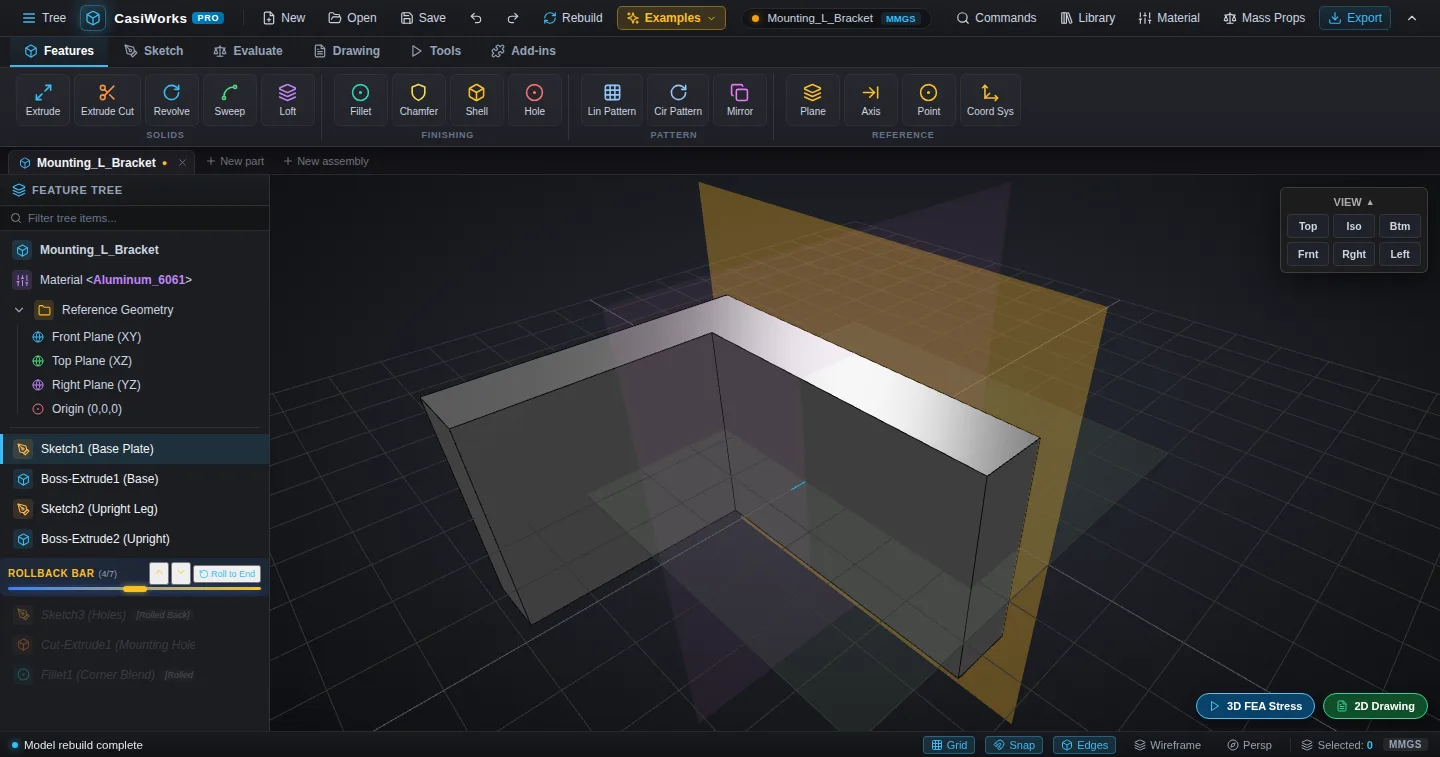 Tree CasiWorks PRO New Open Save Rebuild Examples Mounting_L_Bracket MMGS Commands Library Material Mass Props Export
Features Sketch Evaluate Drawing Tools Add-ins
Extrude Extrude Cut Revolve Sweep Loft Fillet Chamfer Shell Hole Lin Pattern Cir Pattern Mirror Plane Axis Point Coord Sys
SOLIDS FINISHING PATTERN REFERENCE
Mounting_L_Bracket New part New assembly
FEATURE TREE
Filter tree items...
Mounting_L_Bracket
Material <Aluminum_6061>
Reference Geometry
Front Plane (XY)
Top Plane (XZ)
Right Plane (YZ)
Origin (0,0,0)
Sketch1 (Base Plate)
Boss-Extrude1 (Base)
Sketch2 (Upright Leg)
Boss-Extrude2 (Upright)
ROLLBACK BAR (4/7) Roll to End
Sketch3 (Holes) [Rolled Back]
Cut-Extrude1 (Mounting Hole
Fillet1 (Corner Blend) [Rolled
VIEW ▲
Top Iso Btm
Frnt Rght Left
3D FEA Stress 2D Drawing
Model rebuild complete Grid Snap Edges Wireframe Persp Selected: 0 MMGS